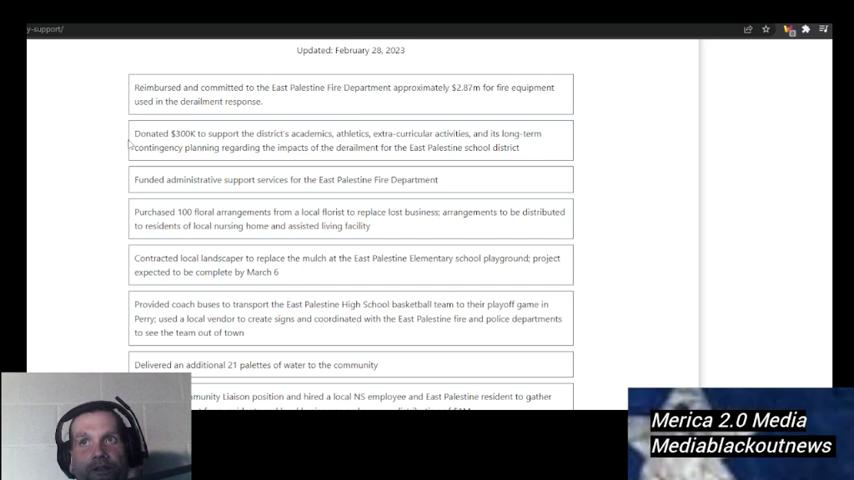 y-support/
Updated: February 28, 2023
Reimbursed and committed to the East Palestine Fire Department approximately $2.87m for fire equipment
used in the derailment response.
Donated $300K to support the district's academics, athletics, extra-curricular activities, and its long-term
contingency planning regarding the impacts of the derailment for the East Palestine school district
Funded administrative support services for the East Palestine Fire Department
Purchased 100 floral arrangements from a local florist to replace lost business; arrangements to be distributed
to residents of local nursing home and assisted living facility
Contracted local landscaper to replace the mulch at the East Palestine Elementary school playground; project
expected to be complete by March 6
Provided coach buses to transport the East Palestine High School basketball team to their playoff game in
Perry; used a local vendor to create signs and coordinated with the East Palestine fire and police departments
to see the team out of town
Delivered an additional 21 palettes of water to the community
munity Liaison position and hired a local NS employee and East Palestine resident to gather
Merica 2.0 Media
Mediablackoutnews